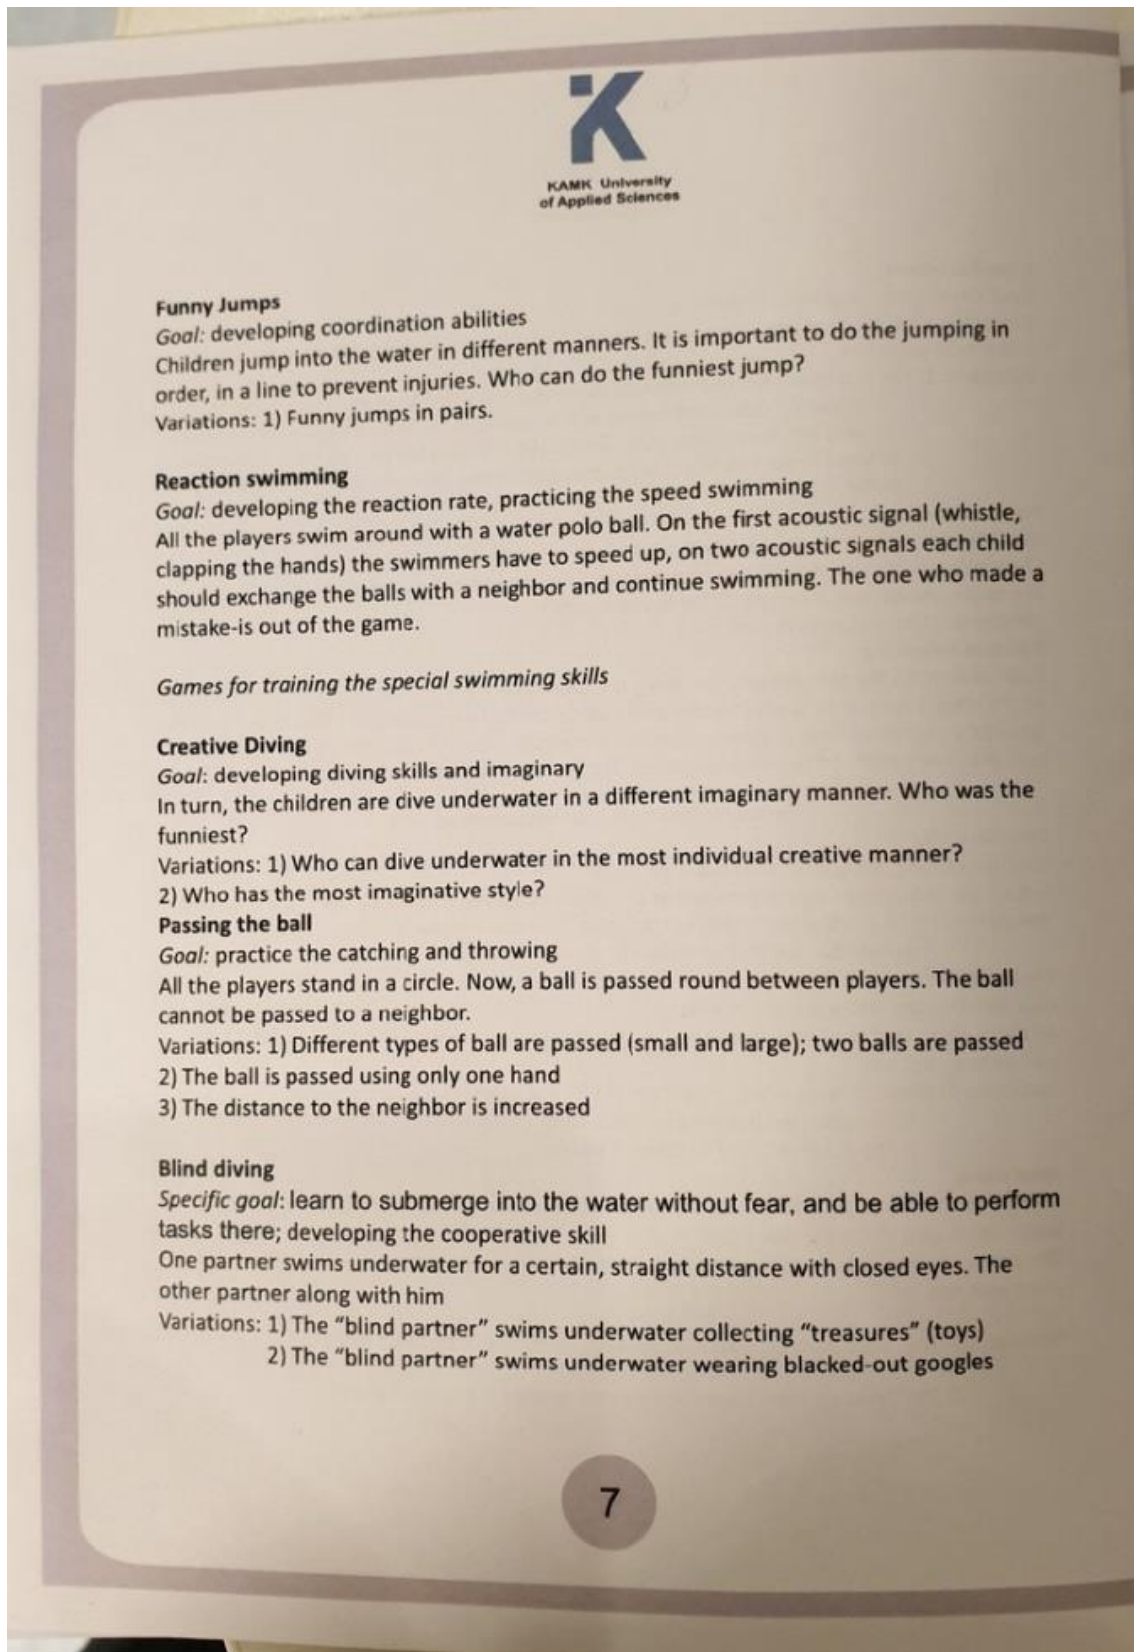 KAMK University
of Applied Sciences
Funny Jumps
Goal: developing coordination abilities
Children jump into the water in different manners. It is important to do the jumping in
order, in a line to prevent injuries. Who can do the funniest jump?
Variations: 1) Funny jumps in pairs.
Reaction swimming
Goal: developing the reaction rate, practicing the speed swimming
All the players swim around with a water polo ball. On the first acoustic signal (whistle,
clapping the hands) the swimmers have to speed up, on two acoustic signals each child
should exchange the balls with a neighbor and continue swimming. The one who made a
mistake-is out of the game.
Games for training the special swimming skills
Creative Diving
Goal: developing diving skills and imaginary
In turn, the children are dive underwater in a different imaginary manner. Who was the
funniest?
Variations: 1) Who can dive underwater in the most individual creative manner?
2) Who has the most imaginative style?
Passing the ball
Goal: practice the catching and throwing
All the players stand in a circle. Now, a ball is passed round between players. The ball
cannot be passed to a neighbor.
Variations: 1) Different types of ball are passed (small and large); two balls are passed
2) The ball is passed using only one hand
3) The distance to the neighbor is increased
Blind diving
Specific goal: learn to submerge into the water without fear, and be able to perform
tasks there; developing the cooperative skill
One partner swims underwater for a certain, straight distance with closed eyes. The
other partner along with him
Variations: 1) The “blind partner” swims underwater collecting “treasures” (toys)
2) The “blind partner” swims underwater wearing blacked-out googles
7